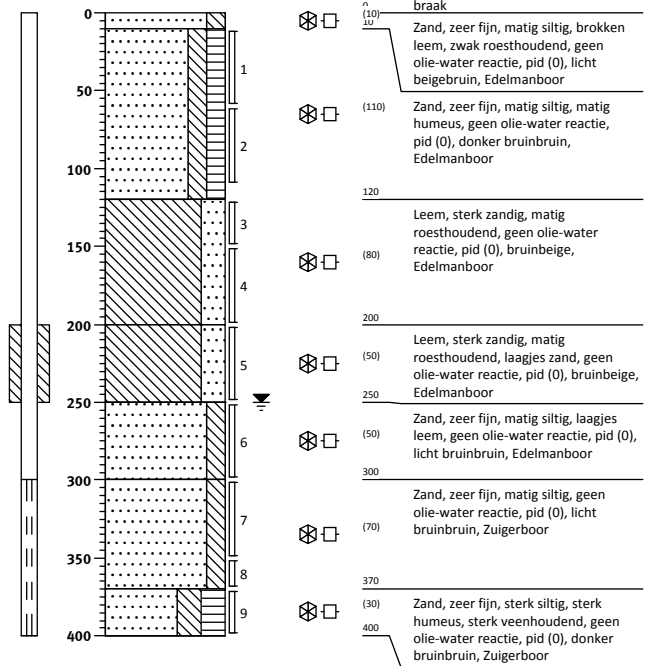 0
50
100
150
200
250
300
350
400
1
2
3
4
5
6
7
8
9
0
braak
(10)
10
Zand, zeer fijn, matig siltig, brokken
leem, zwak roesthoudend, geen
olie-water reactie, pid (0), licht
beigebruin, Edelmanboor
(110)
Zand, zeer fijn, matig siltig, matig
humeus, geen olie-water reactie,
pid (0), donker bruinbruin,
Edelmanboor
120
Leem, sterk zandig, matig
roesthoudend, geen olie-water
reactie, pid (0), bruinbeige,
Edelmanboor
(80)
200
Leem, sterk zandig, matig
roesthoudend, laagjes zand, geen
olie-water reactie, pid (0), bruinbeige,
Edelmanboor
(50)
250
Zand, zeer fijn, matig siltig, laagjes
leem, geen olie-water reactie, pid (0),
licht bruinbruin, Edelmanboor
(50)
300
Zand, zeer fijn, matig siltig, geen
olie-water reactie, pid (0), licht
bruinbruin, Zuigerboor
(70)
370
(30)
Zand, zeer fijn, sterk siltig, sterk
humeus, sterk veenhoudend, geen
olie-water reactie, pid (0), donker
bruinbruin, Zuigerboor
400